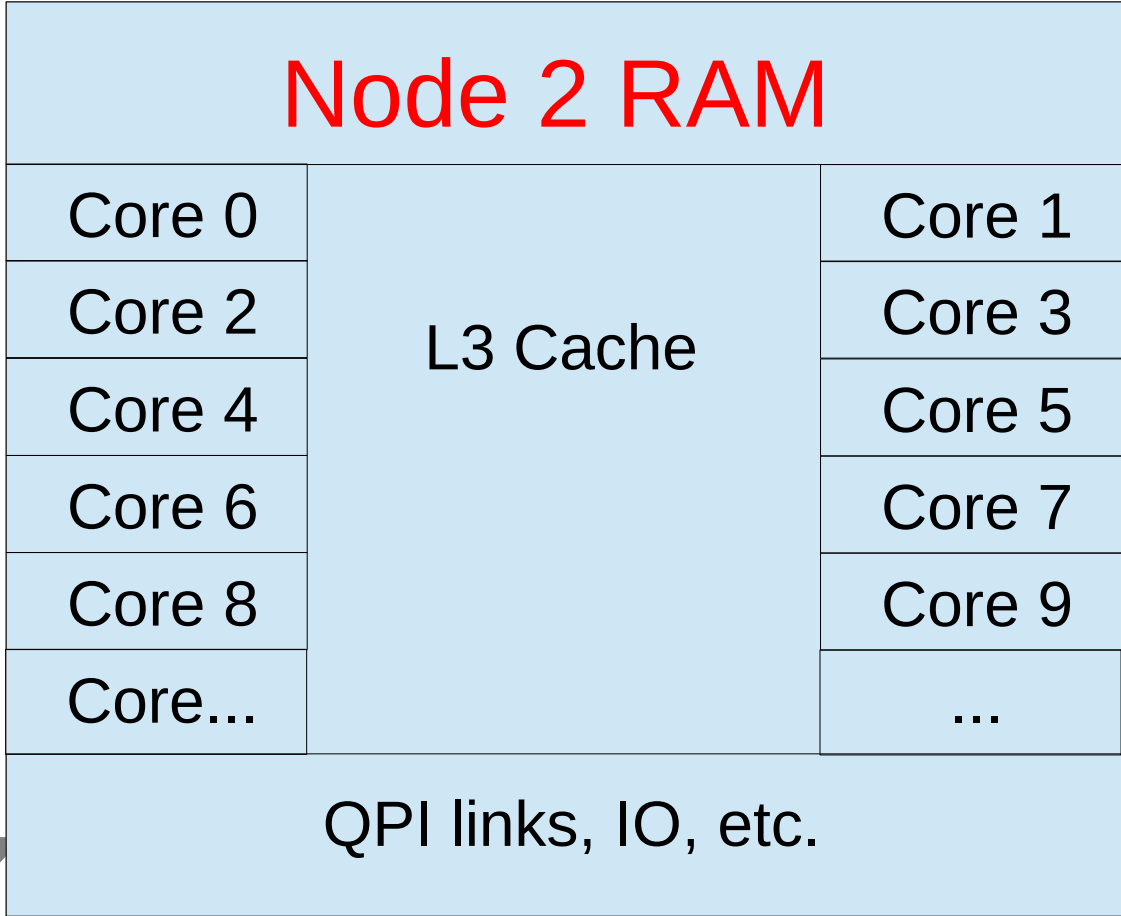 Node 2 RAM
Core 0
Core 1
Core 2
Core 3
L3 Cache
Core 4
Core 5
Core 6
Core 7
Core 8
Core 9
Core...
...
QPI links, IO, etc.